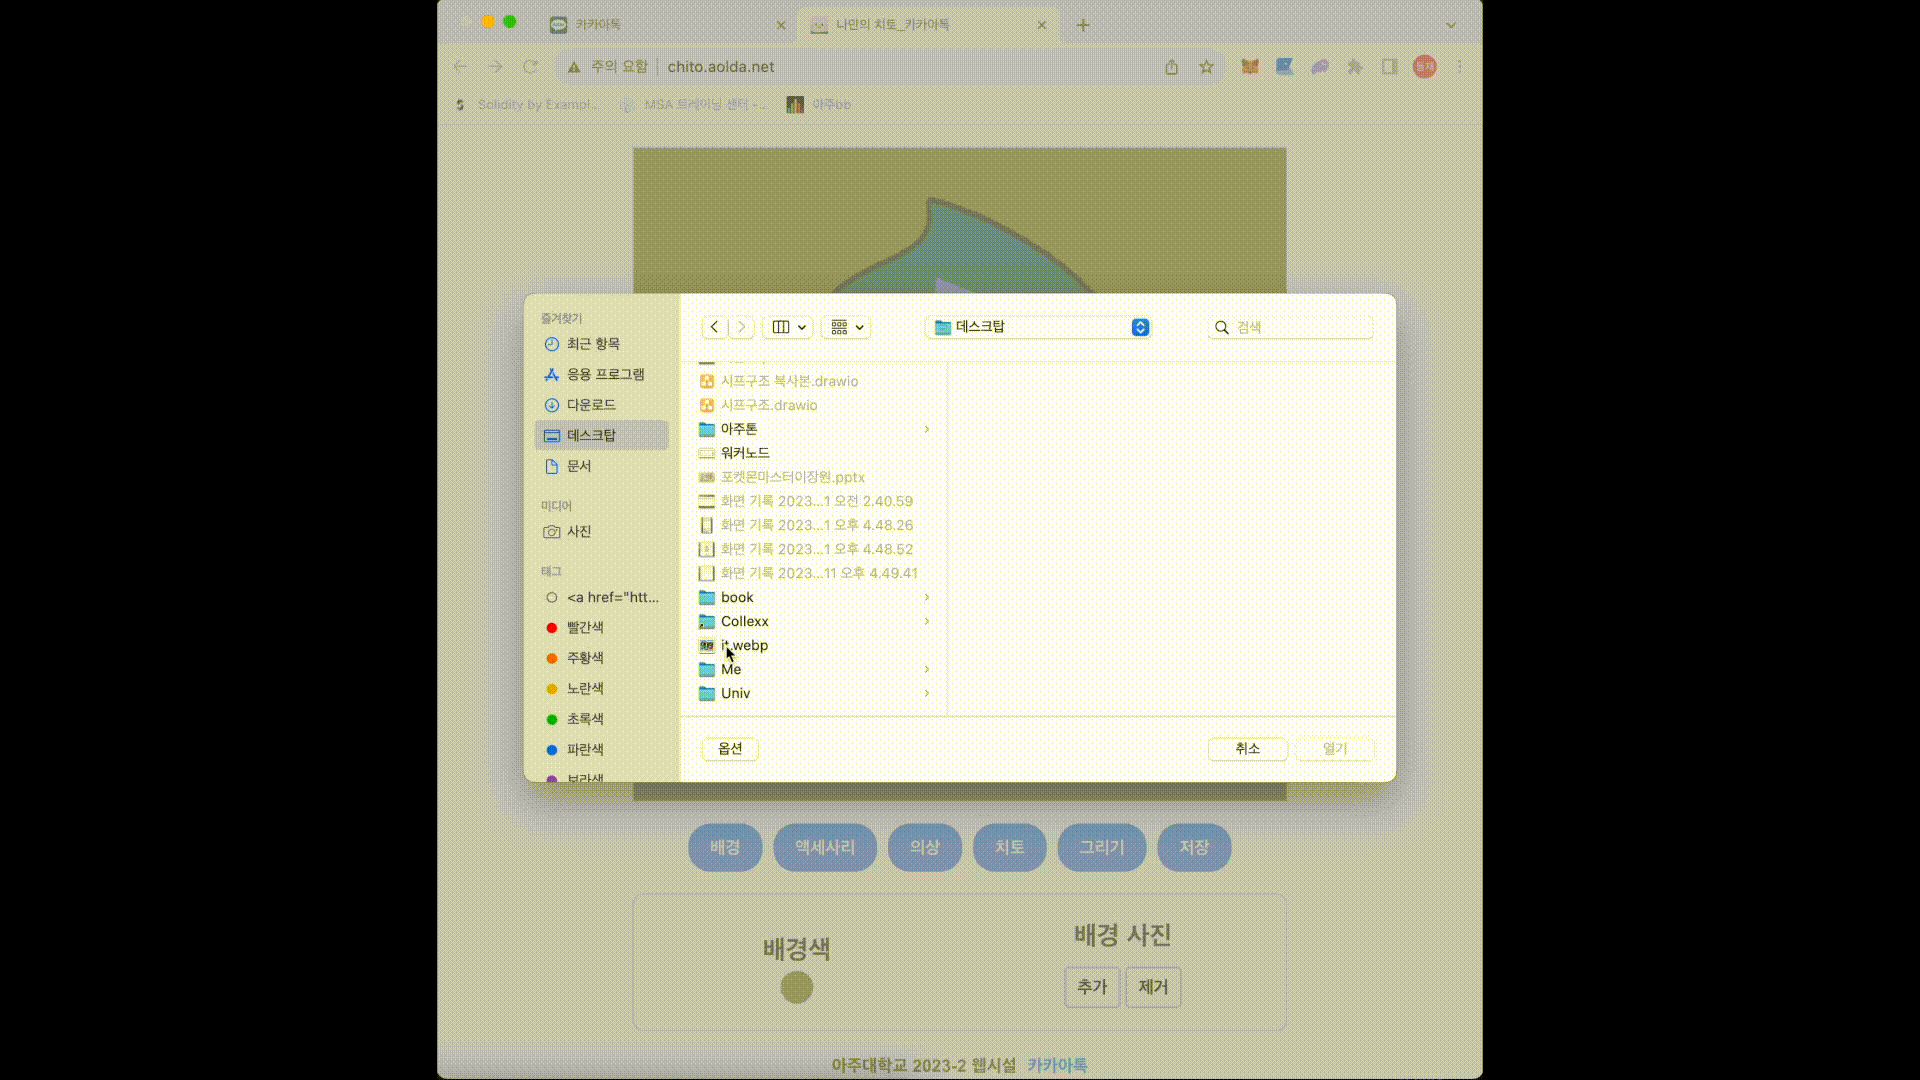 카카아톡
나만의 치토_카카아톡
주의 요함
chito.aolda.net
동재
Solidity by Exampl...
MSA 트레이닝 센터 -...
아주bb
즐겨찾기
최근 항목
응용 프로그램
다운로드
데스크탑
문서
미디어
사진
태그
<a href="htt...
빨간색
주황색
노란색
초록색
파란색
보라색
데스크탑
검색
시프구조 복사본.drawio
시프구조.drawio
아주톤
워커노드
포켓몬마스터이장원.pptx
화면 기록 2023...1 오전 2.40.59
화면 기록 2023...1 오후 4.48.26
화면 기록 2023...1 오후 4.48.52
화면 기록 2023...11 오후 4.49.41
book
Collexx
it.webp
Me
Univ
옵션
취소
열기
배경
액세사리
의상
치토
그리기
저장
배경색
배경 사진
추가
제거
아주대학교 2023-2 웹시설 카카아톡